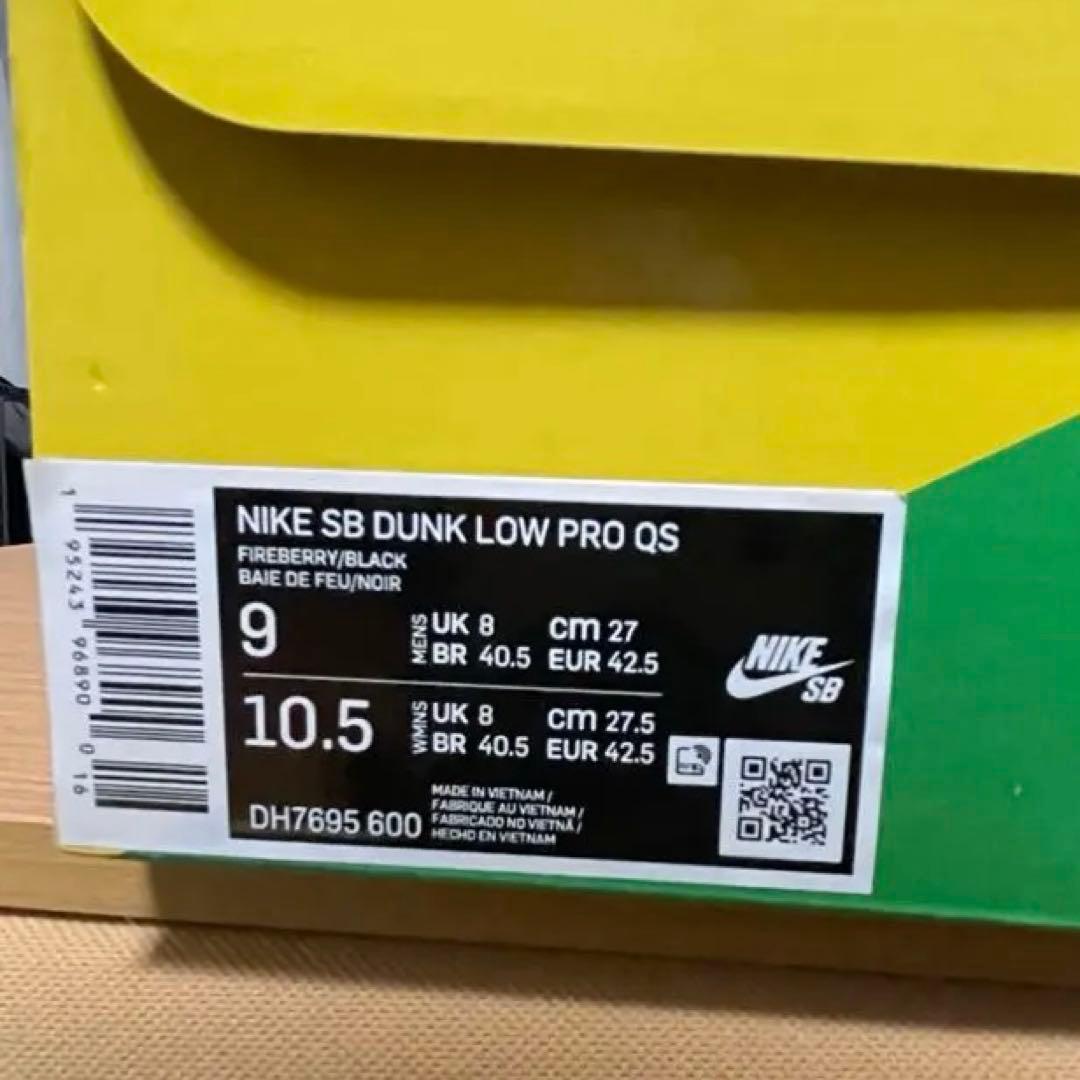 NIKE SB DUNK LOW PRO QS
FIREBERRY/BLACK
BAIE DE FEU/NOIR
9
MENS
UK 8 cm 27
BR 40.5 EUR 42.5
10.5
WMNS
UK 8 cm 27.5
BR 40.5 EUR 42.5
DH7695 600
MADE IN VIETNAM /
FABRIQUE AU VIETNAM /
FABRICADO NO VIETNÃ /
HECHO EN VIETNAM
NIKE
SB
1 95243 96890 0 16